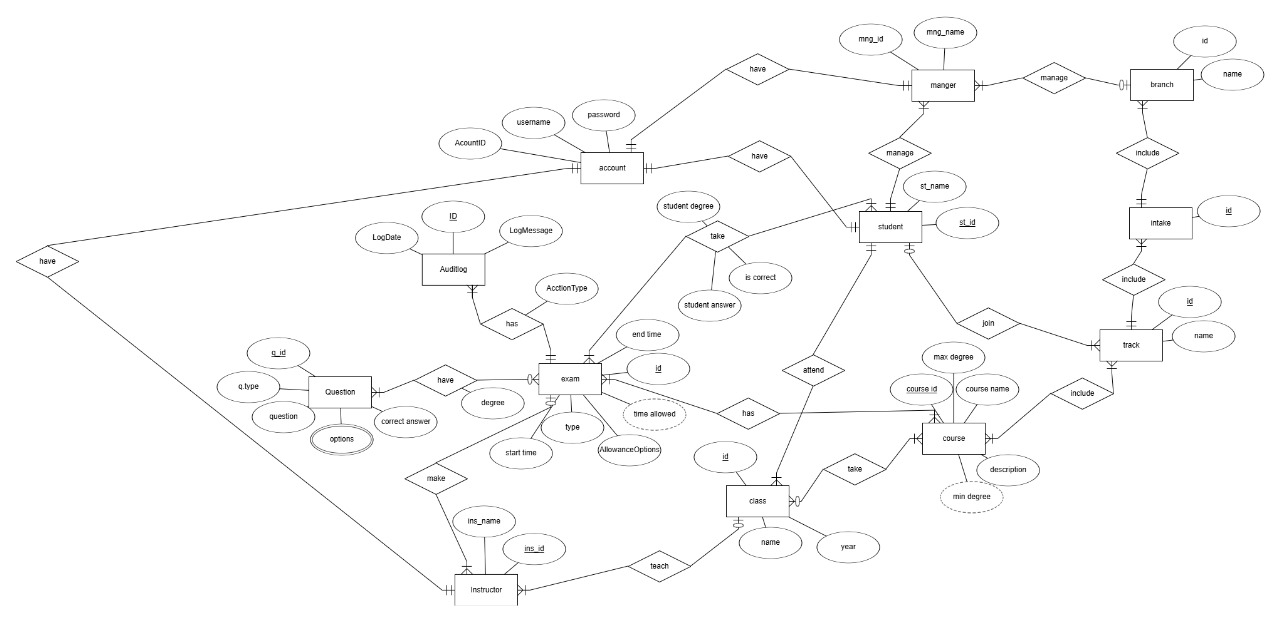 mng_id
mng_name
id
name
have
manger
manage
branch
AcountID
username
password
account
have
manage
include
st_name
st_id
student
student degree
take
is correct
student answer
intake
id
ID
LogDate
LogMessage
Auditlog
have
AcctionType
has
include
id
name
track
join
end time
id
exam
time allowed
attend
max degree
course id
course name
include
q_id
q.type
Question
question
options
correct answer
have
degree
start time
type
AllowanceOptions
has
course
description
min degree
make
id
class
take
name
year
ins_name
ins_id
Instructor
teach